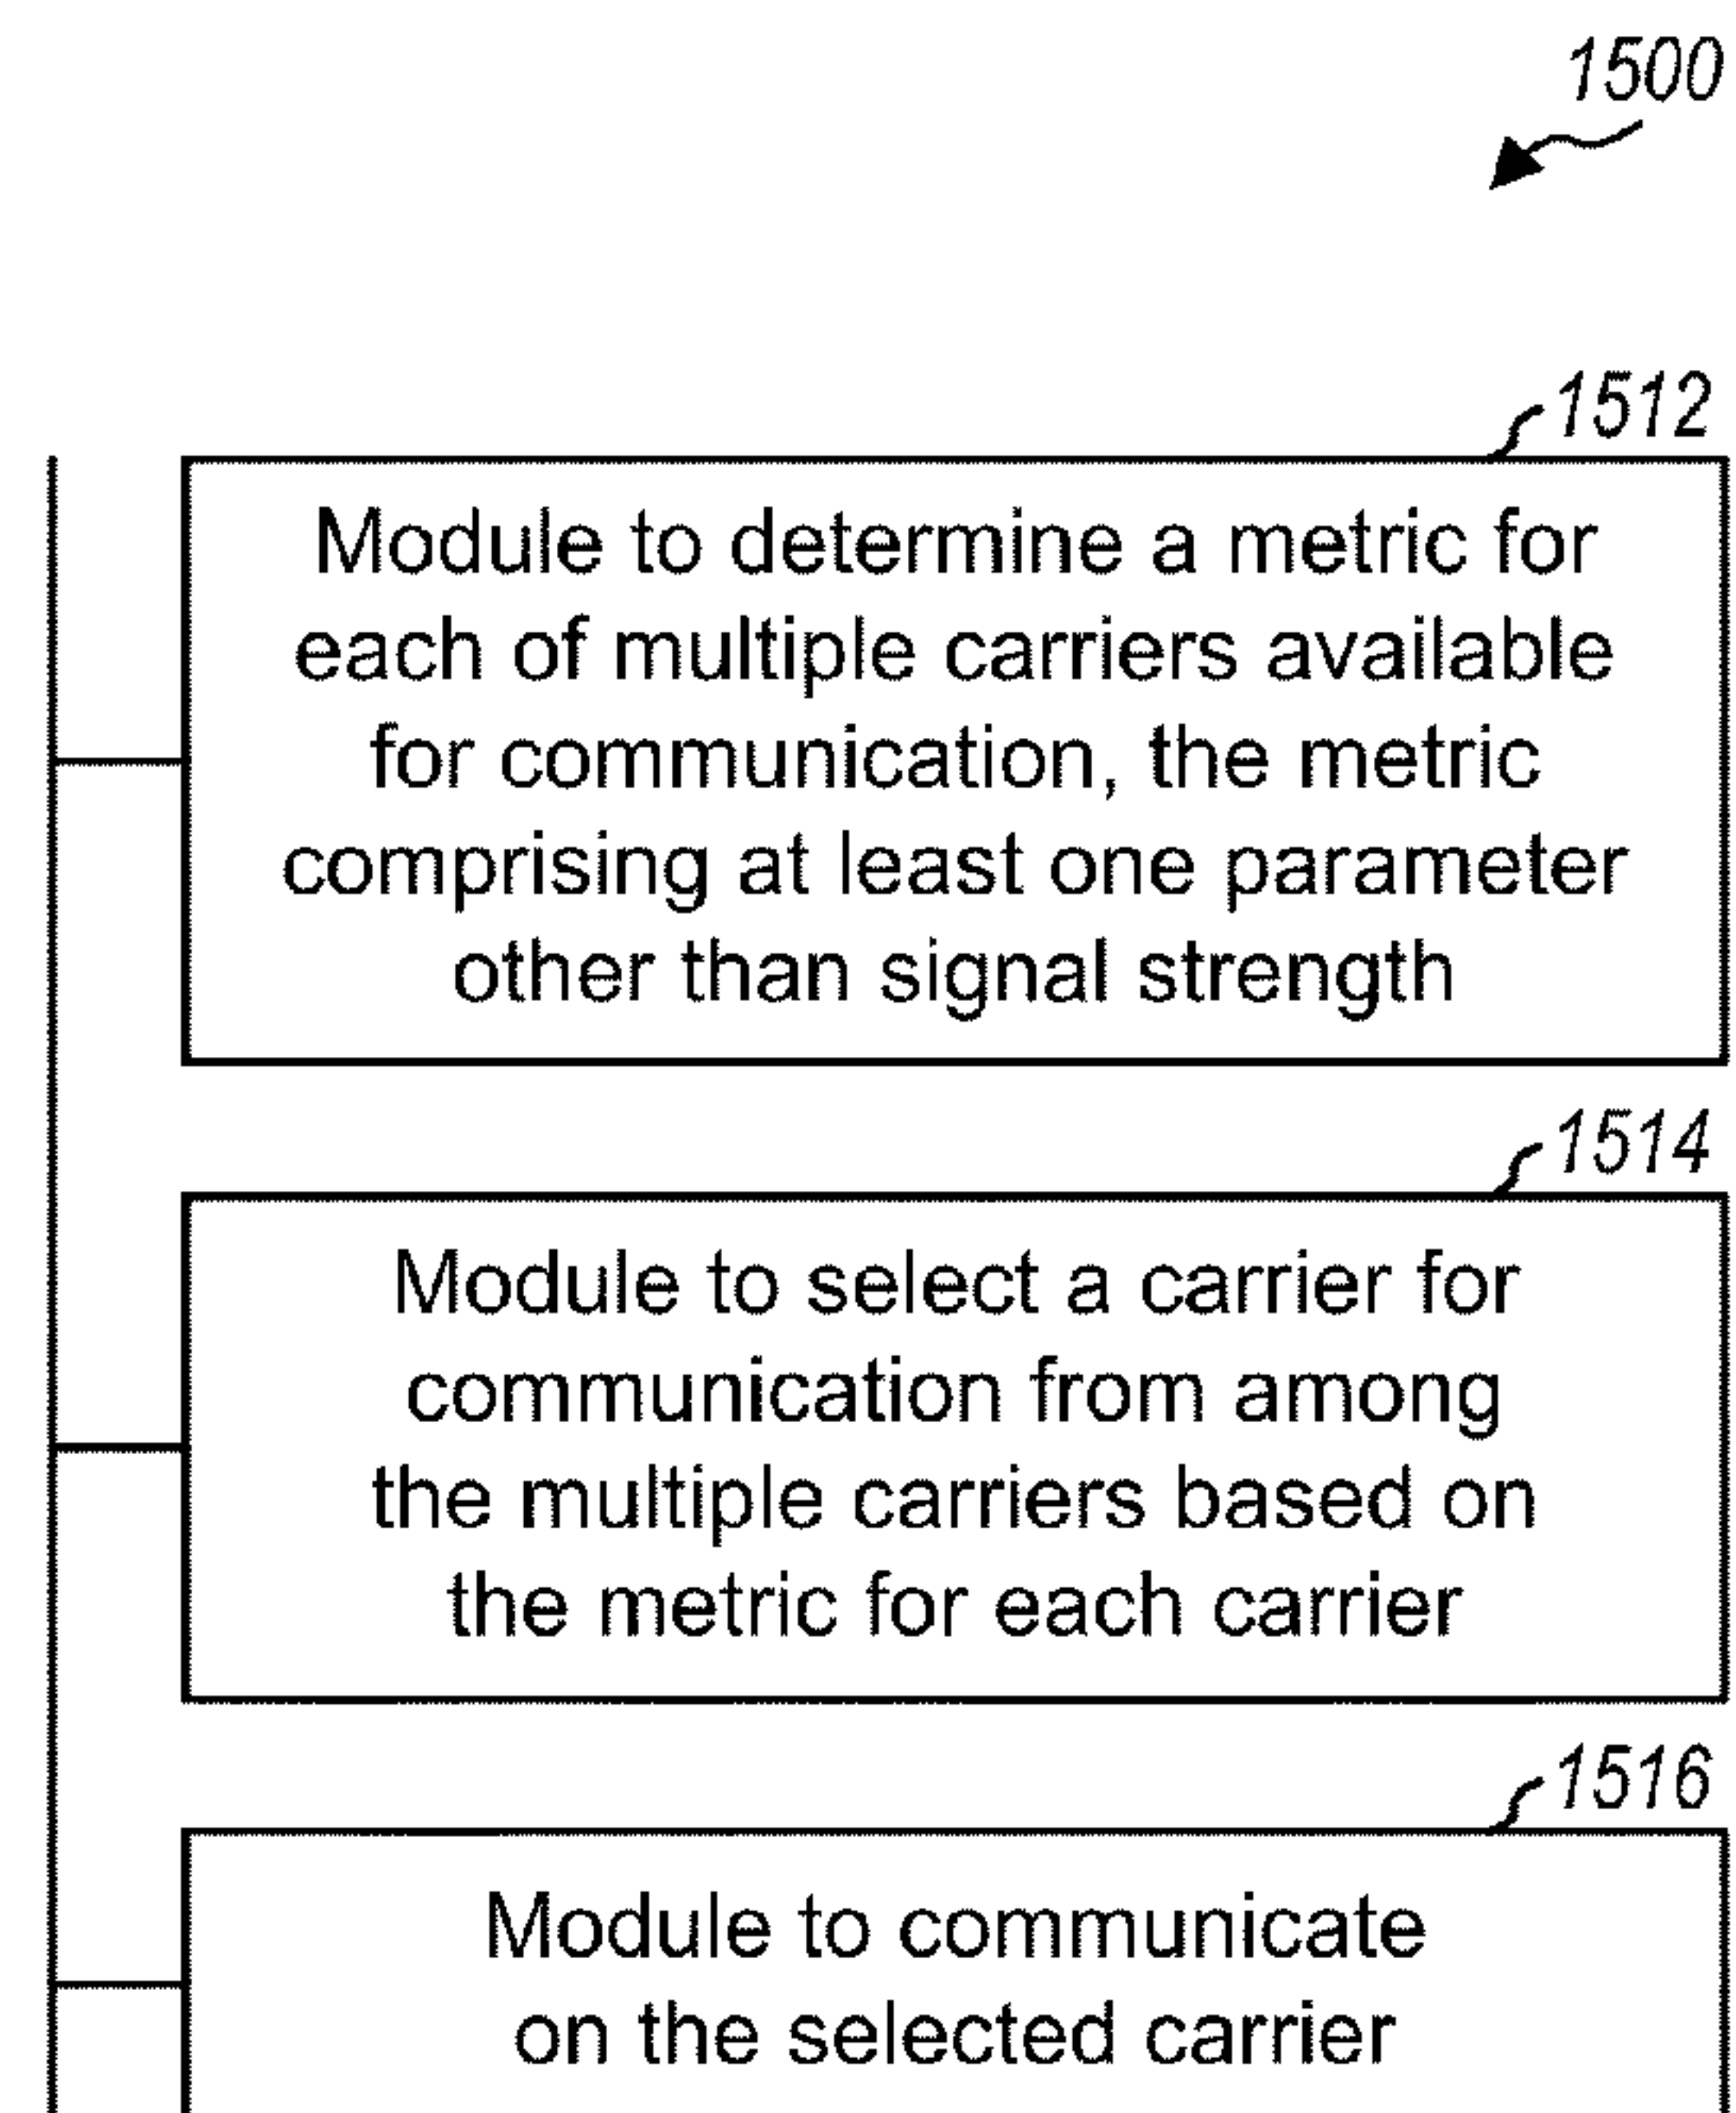 1500
1512
Module to determine a metric for
each of multiple carriers available
for communication, the metric
comprising at least one parameter
other than signal strength
1514
Module to select a carrier for
communication from among
the multiple carriers based on
the metric for each carrier
1516
Module to communicate
on the selected carrier